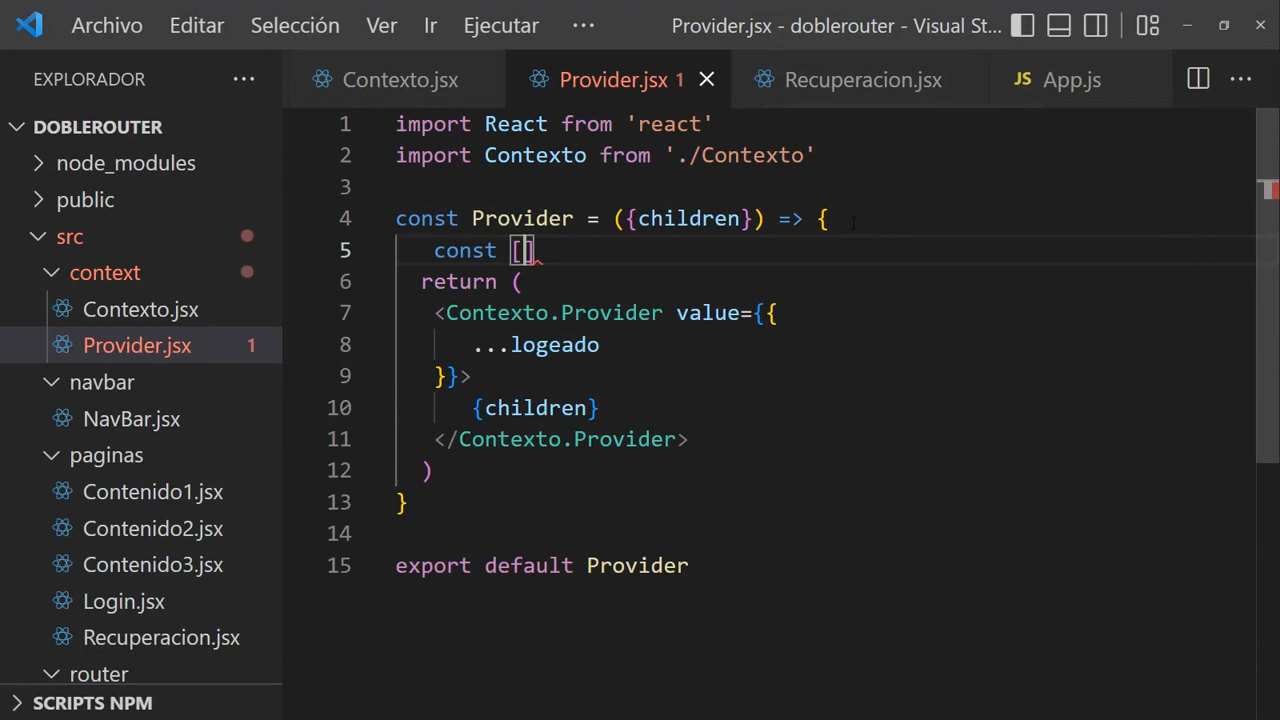 Archivo Editar Selección Ver Ir Ejecutar ··· Provider.jsx - doblerouter - Visual St...
EXPLORADOR ···
Contexto.jsx Provider.jsx 1 Recuperacion.jsx JS App.js ···
DOBLEROUTER
node_modules
public
src
context
Contexto.jsx
Provider.jsx 1
navbar
NavBar.jsx
paginas
Contenido1.jsx
Contenido2.jsx
Contenido3.jsx
Login.jsx
Recuperacion.jsx
router
SCRIPTS NPM
1 import React from 'react'
2 import Contexto from './Contexto'
3
4 const Provider = ({children}) => {
5 const []
6 return (
7 <Contexto.Provider value={{
8 ...logeado
9 }}>
10 {children}
11 </Contexto.Provider>
12 )
13 }
14
15 export default Provider